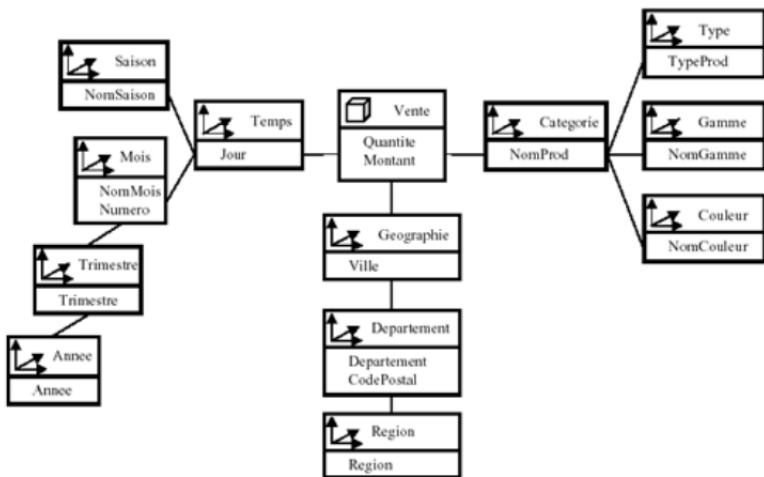 Saison
NomSaison
Mois
NomMois
Numero
Trimestre
Trimestre
Annee
Annee
Temps
Jour
Vente
Quantite
Montant
Geographie
Ville
Departement
Departement
CodePostal
Region
Region
Categorie
NomProd
Type
TypeProd
Gamme
NomGamme
Couleur
NomCouleur